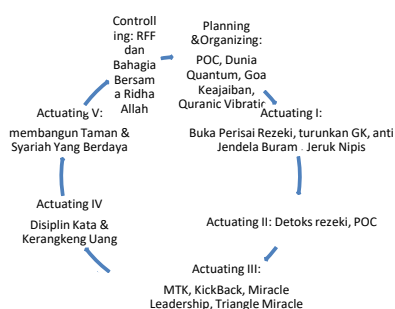 Controll
ing: RFF
dan
Bahagia
Bersam
a Ridha
Allah
Planning
&Organizing:
POC, Dunia
Quantum, Goa
Keajaiban,
Quranic Vibratic
Actuating I:
Buka Perisai Rezeki, turunkan GK, anti
Jendela Buram . Jeruk Nipis
Actuating II: Detoks rezeki, POC
Actuating III:
MTK, KickBack, Miracle
Leadership, Triangle Miracle
Actuating IV
Disiplin Kata &
Kerangkeng Uang
Actuating V:
membangun Taman &
Syariah Yang Berdaya